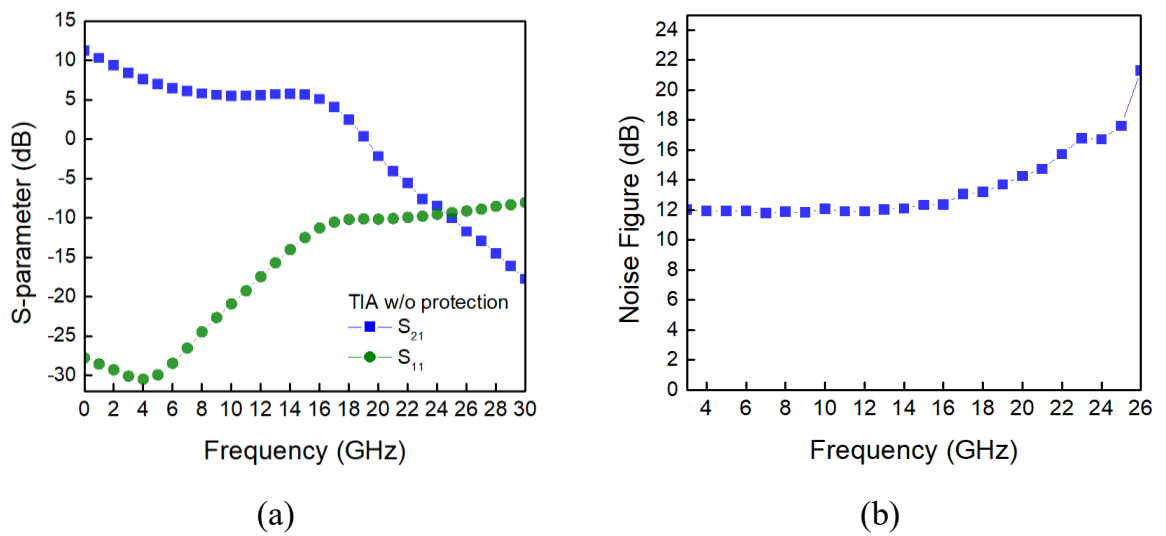 15
10
5
0
-5
-10
-15
-20
-25
-30
S-parameter (dB)
TIA w/o protection
S21
S11
0 2 4 6 8 10 12 14 16 18 20 22 24 26 28 30
Frequency (GHz)
(a)
24
22
20
18
16
14
12
10
8
6
4
2
0
Noise Figure (dB)
4 6 8 10 12 14 16 18 20 22 24 26
Frequency (GHz)
(b)